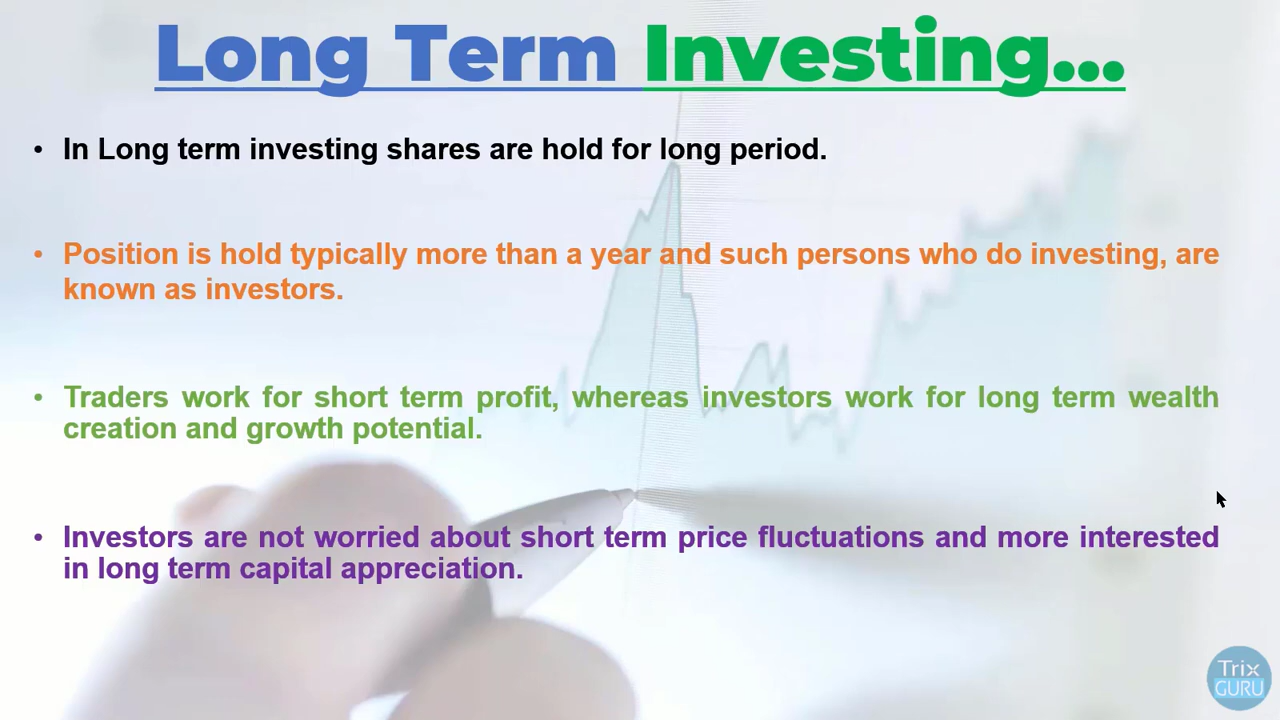 Long Term Investing...
• In Long term investing shares are hold for long period.
• Position is hold typically more than a year and such persons who do investing, are
known as investors.
• Traders work for short term profit, whereas investors work for long term wealth
creation and growth potential.
• Investors are not worried about short term price fluctuations and more interested
in long term capital appreciation.
Trix
GURU